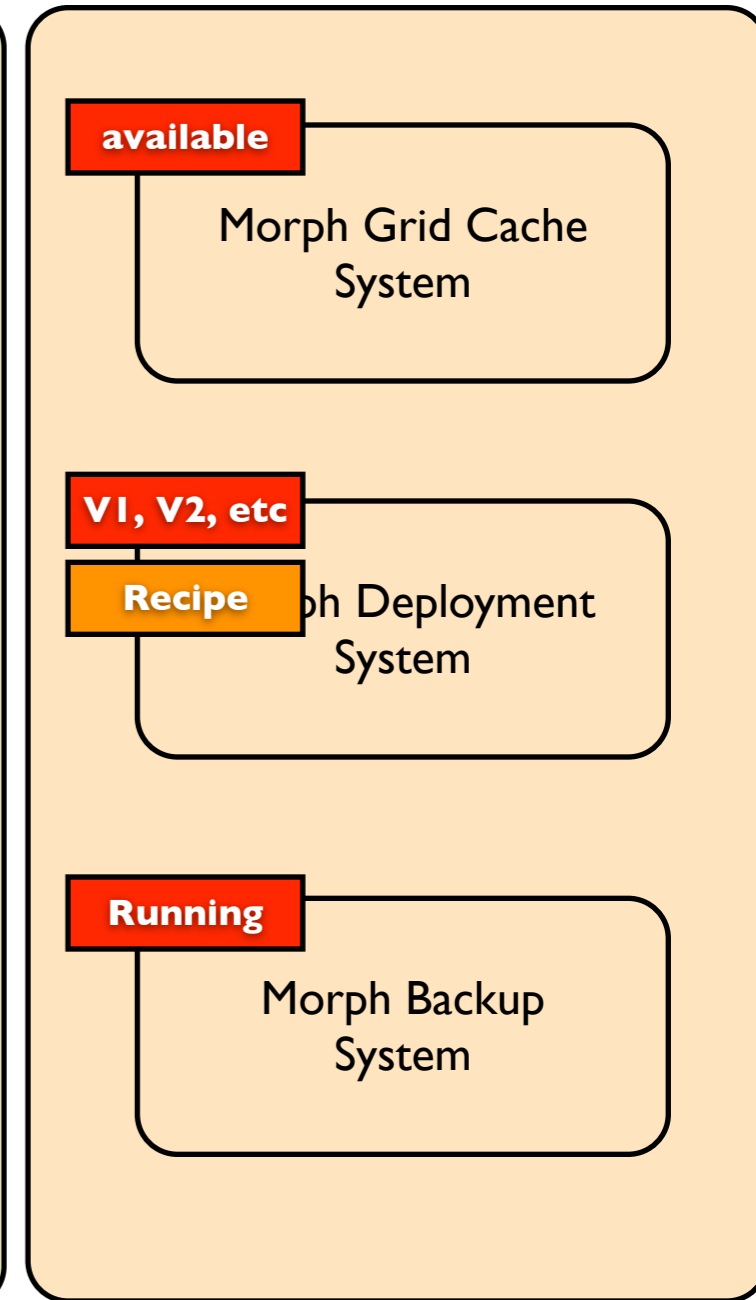 available
Morph Grid Cache
System
V1, V2, etc
Recipe
ph Deployment
System
Running
Morph Backup
System